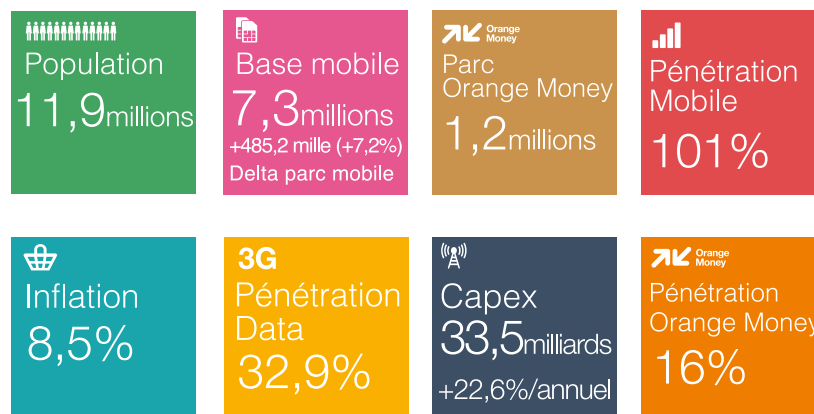 Population
11,9millions
Base mobile
7,3millions
+485,2 mille (+7,2%)
Delta parc mobile
Orange
Money
Parc
Orange Money
1,2millions
Pénétration
Mobile
101%
Inflation
8,5%
3G
Pénétration
Data
32,9%
Capex
33,5milliards
+22,6%/annuel
Orange
Money
Pénétration
Orange Money
16%